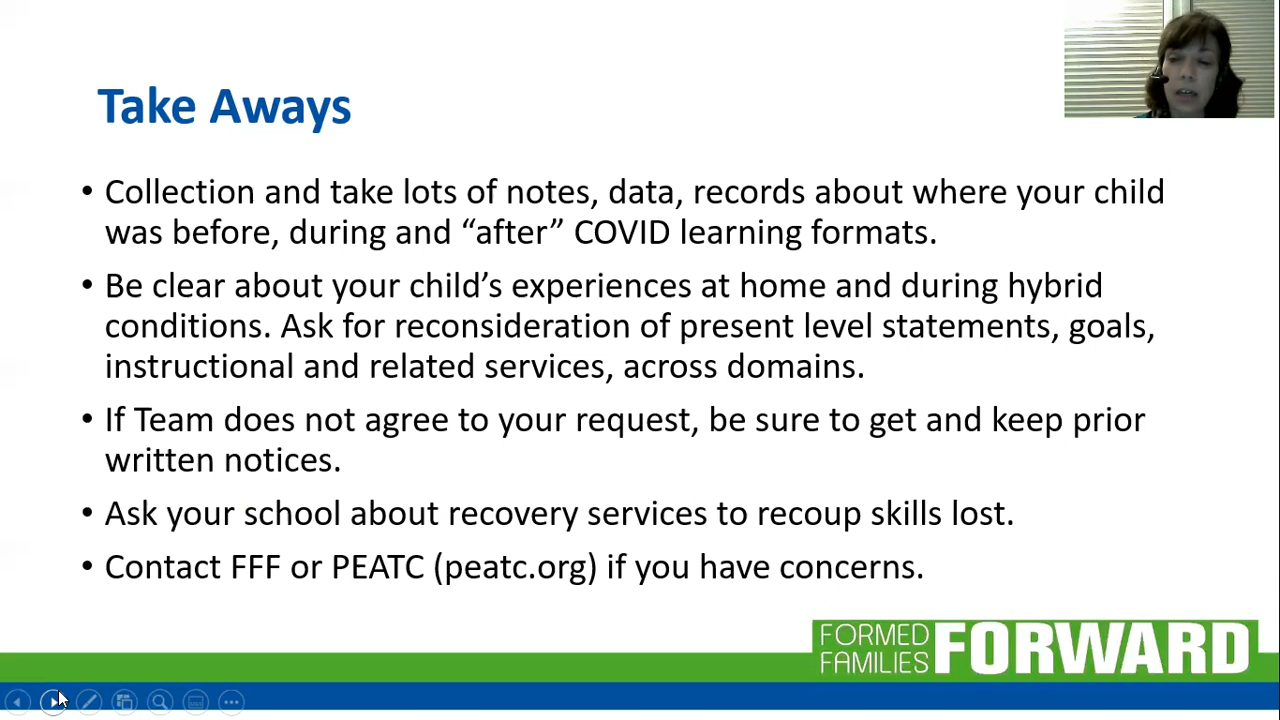 Take Aways
• Collection and take lots of notes, data, records about where your child
was before, during and “after” COVID learning formats.
• Be clear about your child’s experiences at home and during hybrid
conditions. Ask for reconsideration of present level statements, goals,
instructional and related services, across domains.
• If Team does not agree to your request, be sure to get and keep prior
written notices.
• Ask your school about recovery services to recoup skills lost.
• Contact FFF or PEATC (peatc.org) if you have concerns.
FORMED
FAMILIES
FORWARD